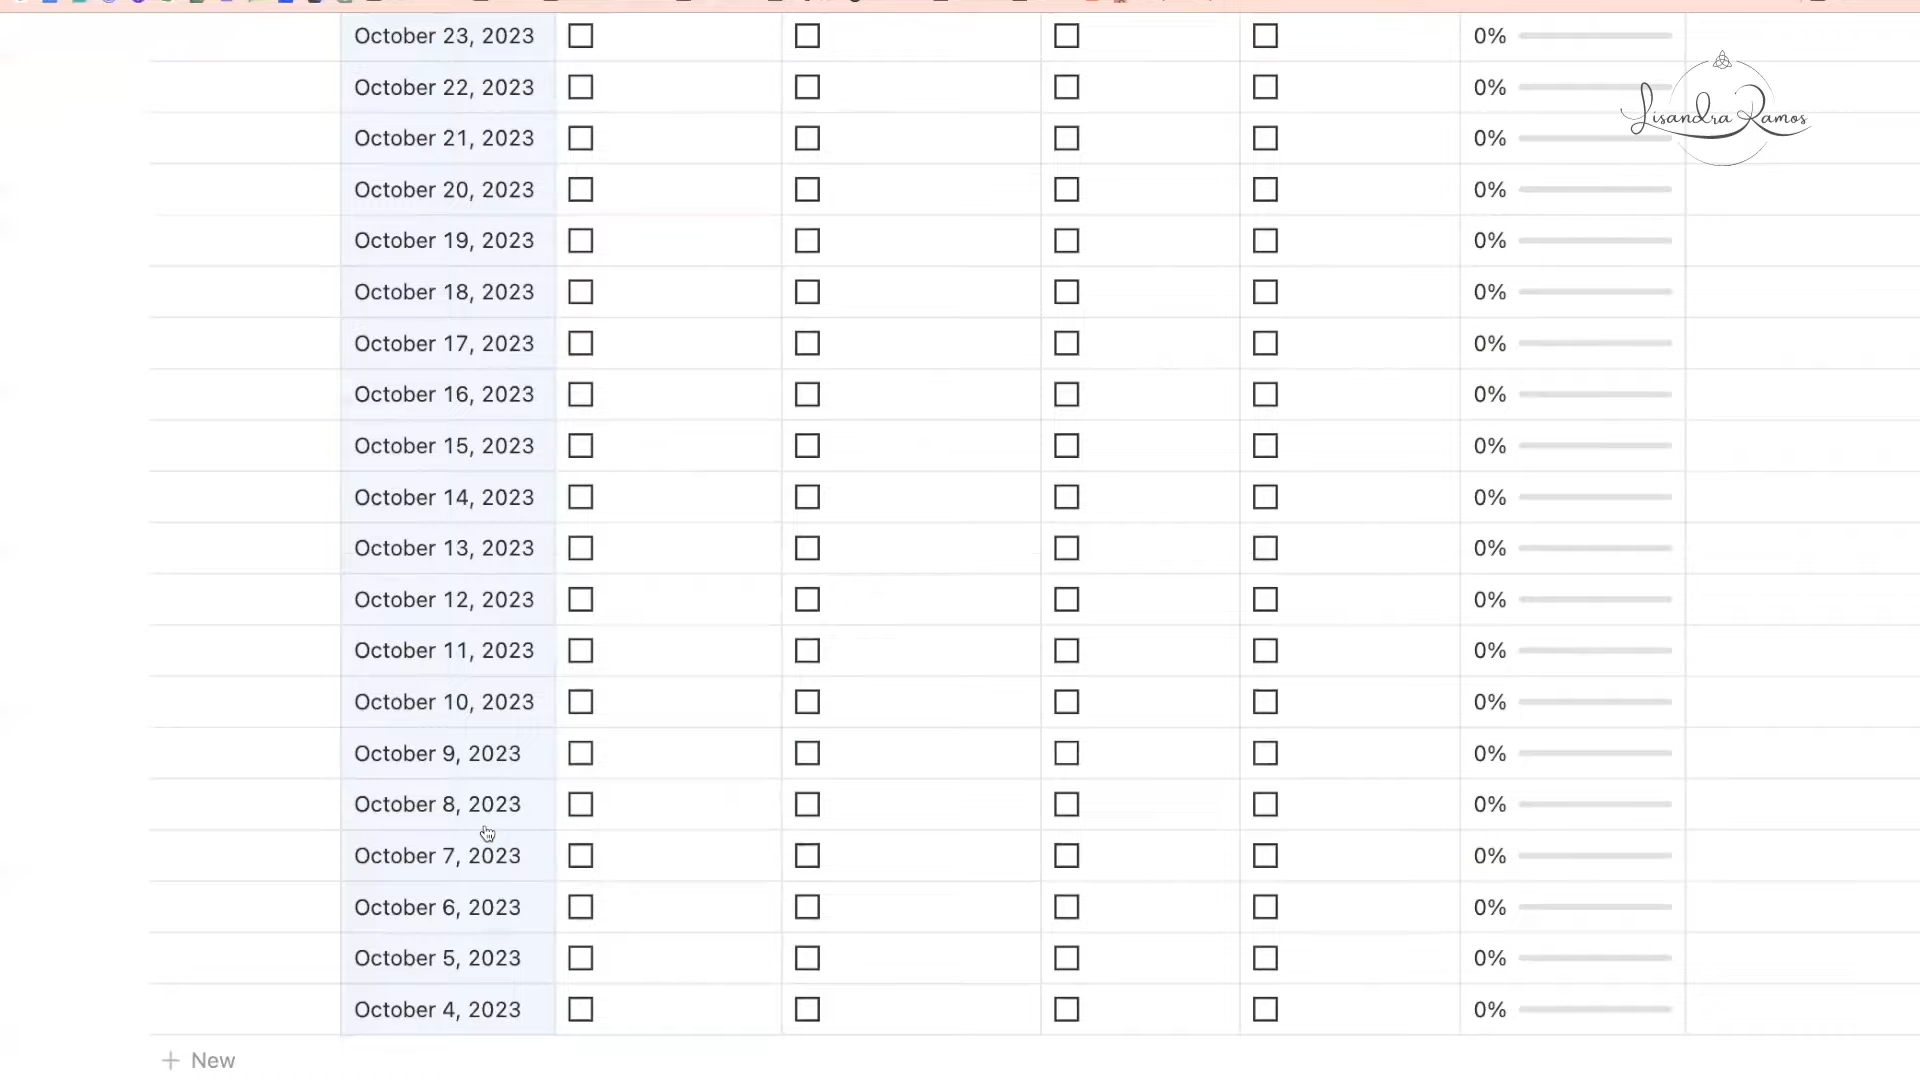 October 23, 2023 0%
October 22, 2023 0%
Lisandra Ramos
October 21, 2023 0%
October 20, 2023 0%
October 19, 2023 0%
October 18, 2023 0%
October 17, 2023 0%
October 16, 2023 0%
October 15, 2023 0%
October 14, 2023 0%
October 13, 2023 0%
October 12, 2023 0%
October 11, 2023 0%
October 10, 2023 0%
October 9, 2023 0%
October 8, 2023 0%
October 7, 2023 0%
October 6, 2023 0%
October 5, 2023 0%
October 4, 2023 0%
+ New